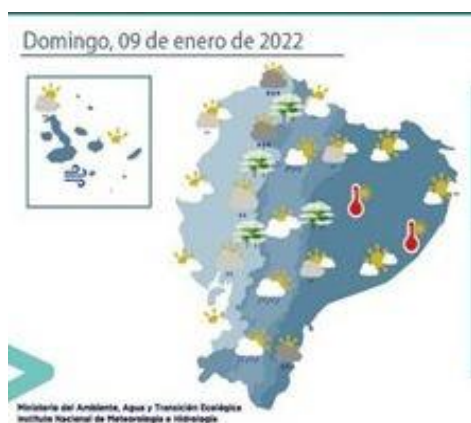 Domingo, 09 de enero de 2022
Ministerio del Ambiente, Agua y Transición Ecológica
Instituto Nacional de Meteorología e Hidrología